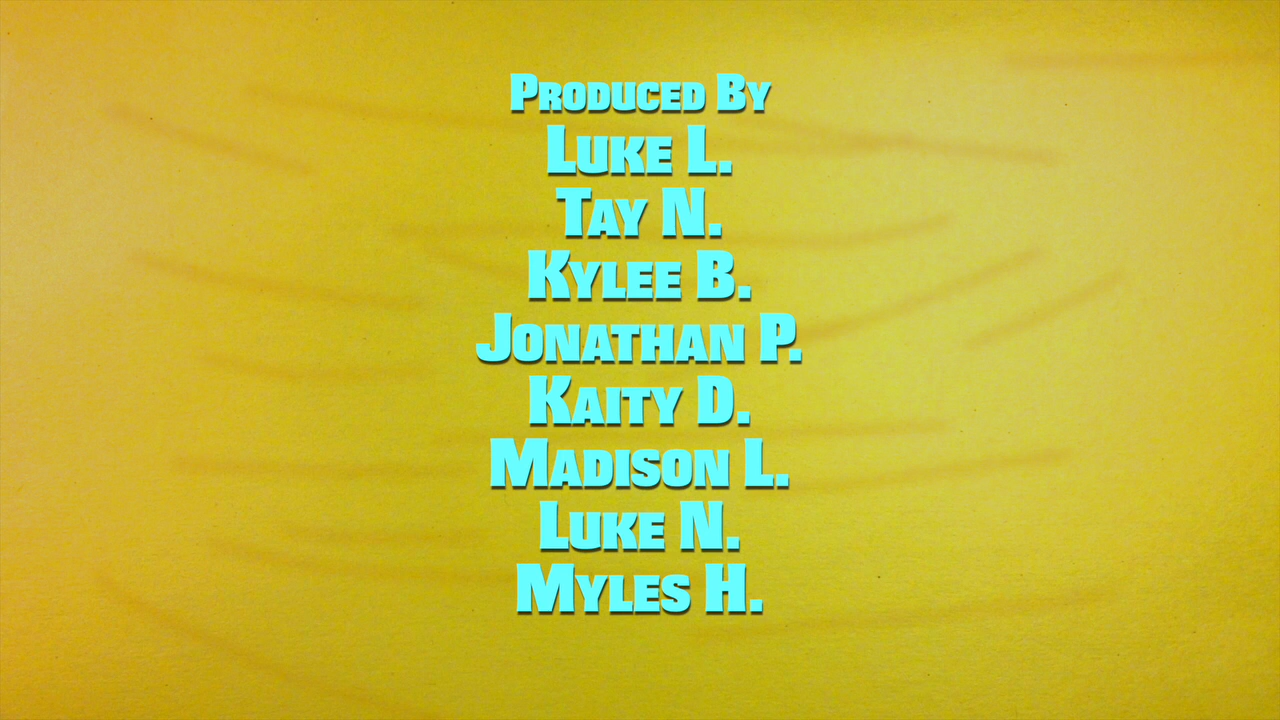 Produced By
Luke L.
Tay N.
Kylee B.
Jonathan P.
Kaity D.
Madison L.
Luke N.
Myles H.